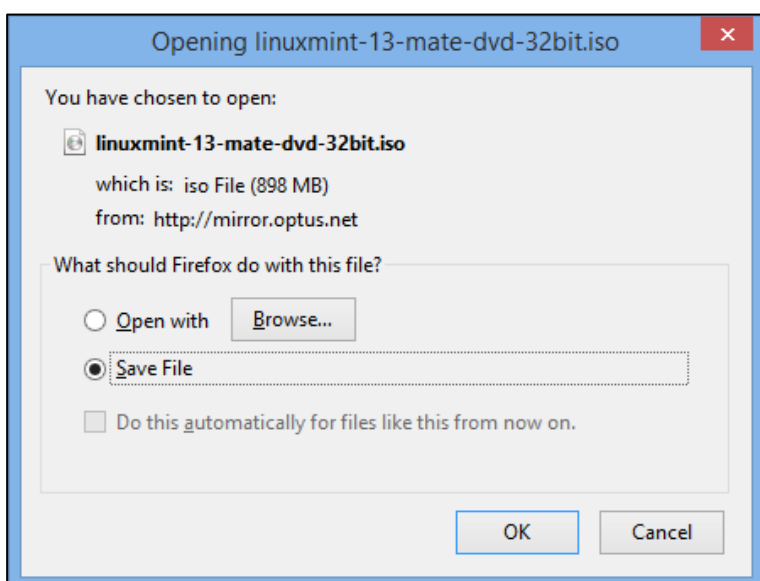 Opening linuxmint-13-mate-dvd-32bit.iso
You have chosen to open:
linuxmint-13-mate-dvd-32bit.iso
which is: iso File (898 MB)
from: http://mirror.optus.net
What should Firefox do with this file?
Open with Browse...
Save File
Do this automatically for files like this from now on.
OK Cancel